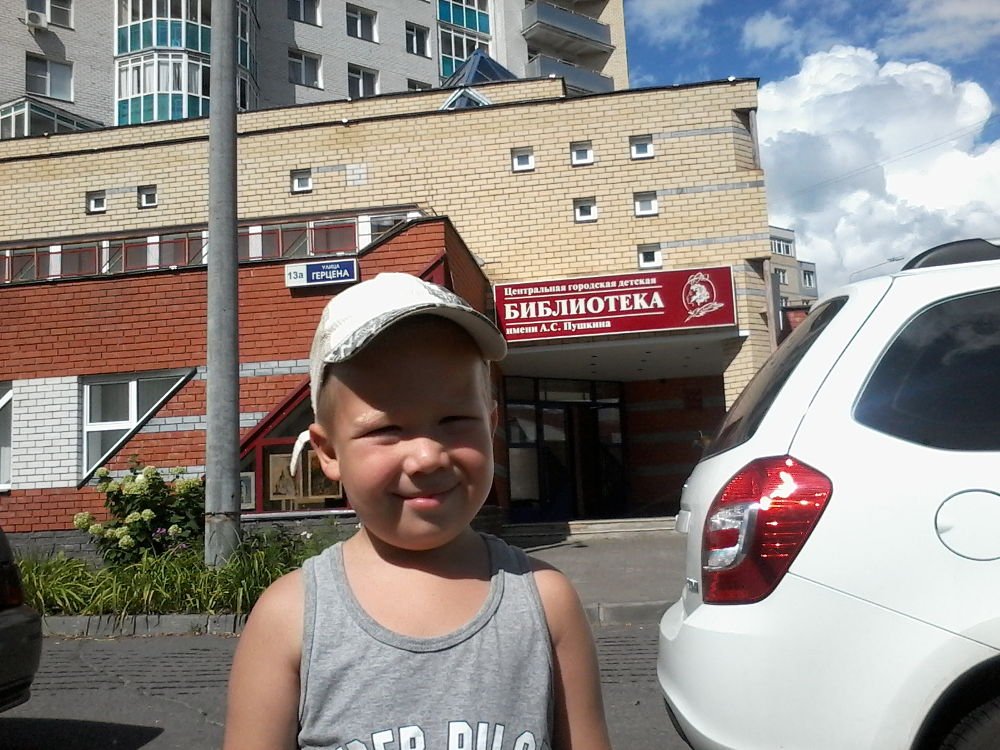 13а
УЛИЦА
ГЕРЦЕНА
Центральная городская детская
БИБЛИОТЕКА
имени А.С. Пушкина